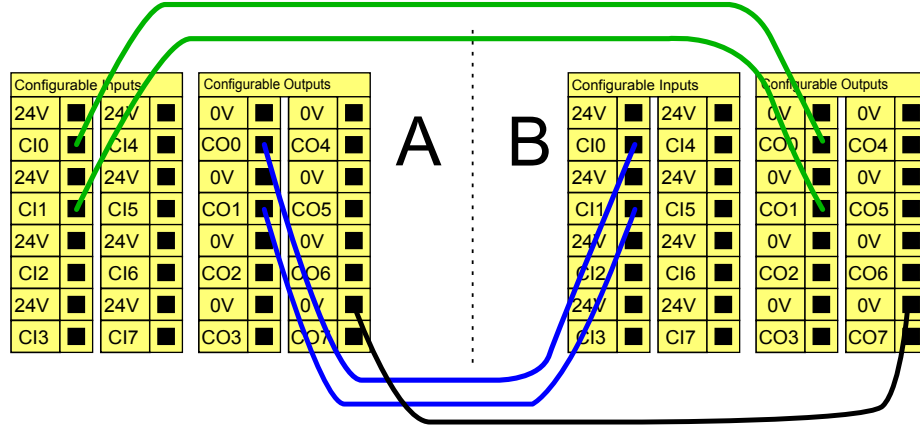 Configurable Inputs Configurable Outputs A B Configurable Inputs Configurable Outputs
24V 24V 0V 0V 24V 24V 0V 0V
CI0 CI4 CO0 CO4 CI0 CI4 CO0 CO4
24V 24V 0V 0V 24V 24V 0V 0V
CI1 CI5 CO1 CO5 CI1 CI5 CO1 CO5
24V 24V 0V 0V 24V 24V 0V 0V
CI2 CI6 CO2 CO6 CI2 CI6 CO2 CO6
24V 24V 0V 0V 24V 24V 0V 0V
CI3 CI7 CO3 CO7 CI3 CI7 CO3 CO7